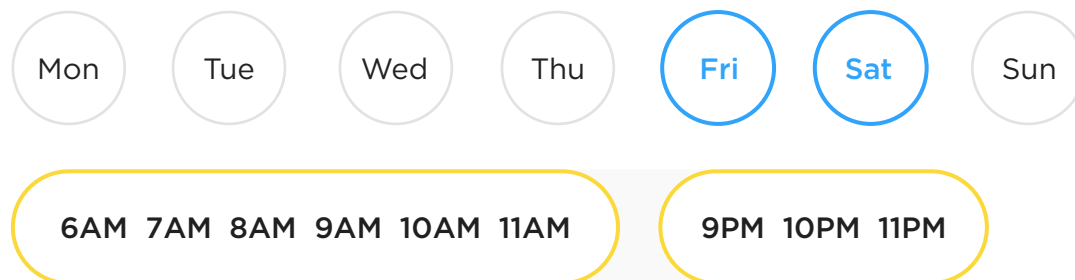 Mon Tue Wed Thu Fri Sat Sun
6AM 7AM 8AM 9AM 10AM 11AM 9PM 10PM 11PM